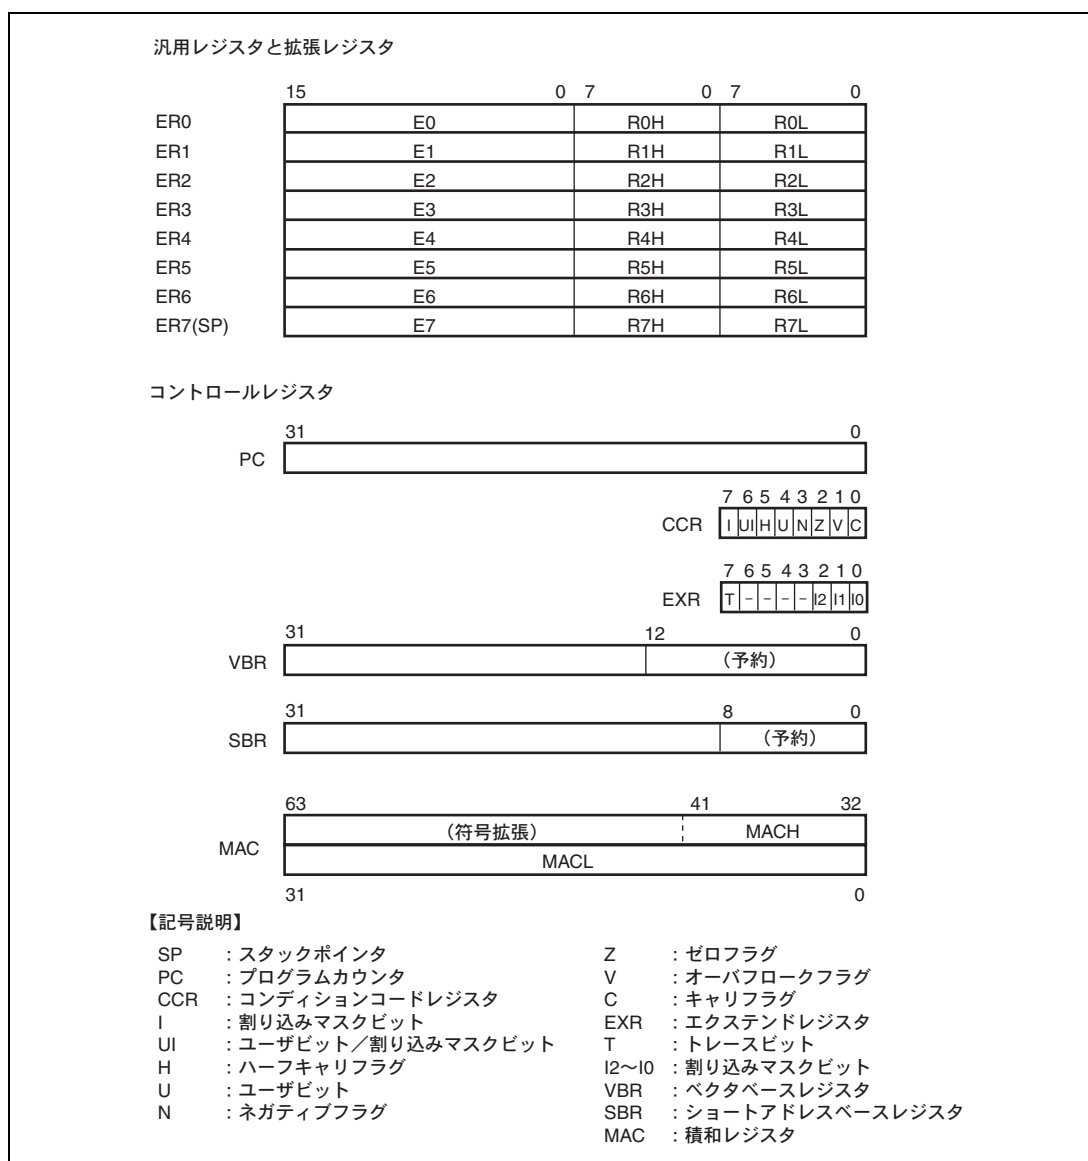 汎用レジスタと拡張レジスタ
15 0 7 0 7 0
ER0 E0 R0H R0L
ER1 E1 R1H R1L
ER2 E2 R2H R2L
ER3 E3 R3H R3L
ER4 E4 R4H R4L
ER5 E5 R5H R5L
ER6 E6 R6H R6L
ER7(SP) E7 R7H R7L
コントロールレジスタ
31 0
PC
7 6 5 4 3 2 1 0
CCR I UI H U N Z V C
7 6 5 4 3 2 1 0
EXR T - - - - I2 I1 I0
31 12 0
VBR (予約)
31 8 0
SBR (予約)
63 41 32
(符号拡張) MACH
MAC
MACL
31 0
【記号説明】
SP :スタックポインタ
PC :プログラムカウンタ
CCR :コンディションコードレジスタ
I :割り込みマスクビット
UI :ユーザビット/割り込みマスクビット
H :ハーフキャリフラグ
U :ユーザビット
N :ネガティブフラグ
Z :ゼロフラグ
V :オーバフロークフラグ
C :キャリフラグ
EXR :エクステンドレジスタ
T :トレースビット
I2~I0 :割り込みマスクビット
VBR :ベクタベースレジスタ
SBR :ショートアドレスベースレジスタ
MAC :積和レジスタ